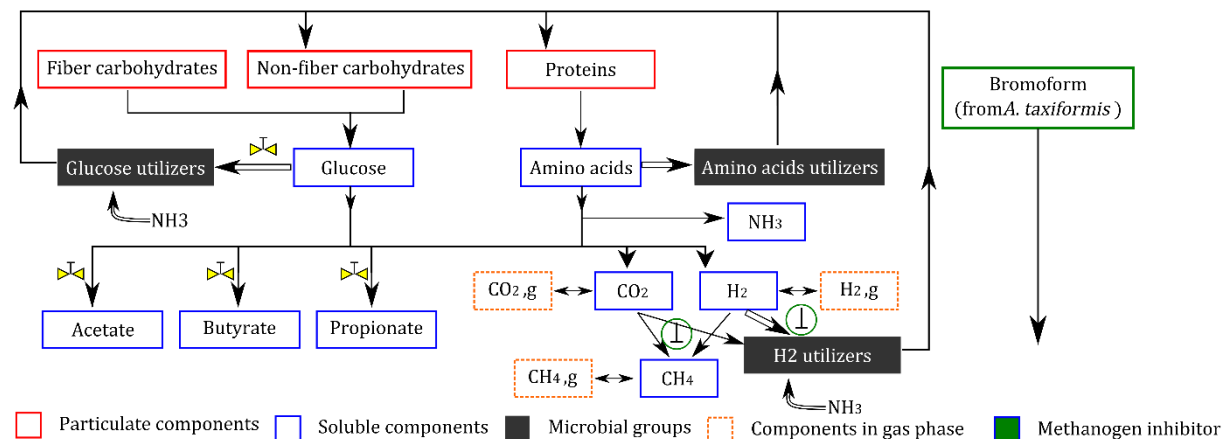 Fiber carbohydrates
Non-fiber carbohydrates
Proteins
Bromoform
(from A. taxiformis )
Glucose utilizers
Glucose
Amino acids
Amino acids utilizers
NH3
NH3
CO2,g
CO2
H2
H2,g
Acetate
Butyrate
Propionate
H2 utilizers
CH4,g
CH4
NH3
Particulate components
Soluble components
Microbial groups
Components in gas phase
Methanogen inhibitor